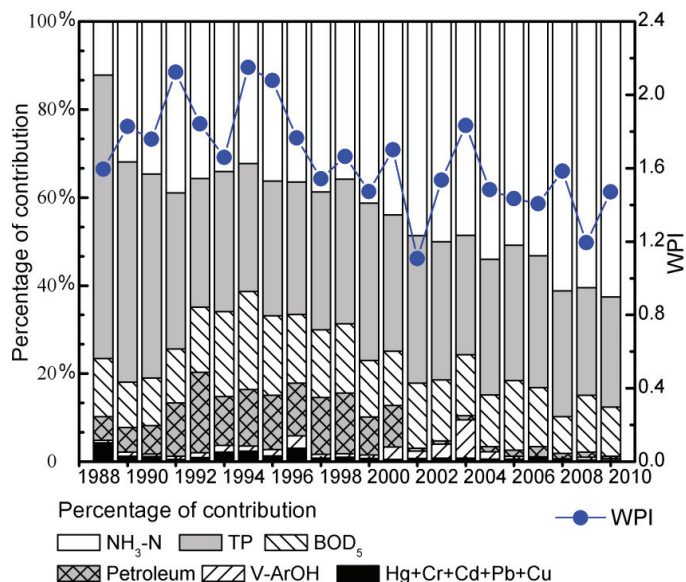 100%
80%
60%
40%
20%
0
Percentage of contribution
2.4
2.0
1.6
1.2
0.8
0.4
0.0
WPI
1988 1990 1992 1994 1996 1998 2000 2002 2004 2006 2008 2010
Percentage of contribution
WPI
NH₃-N TP BOD₅
Petroleum V-ArOH Hg+Cr+Cd+Pb+Cu